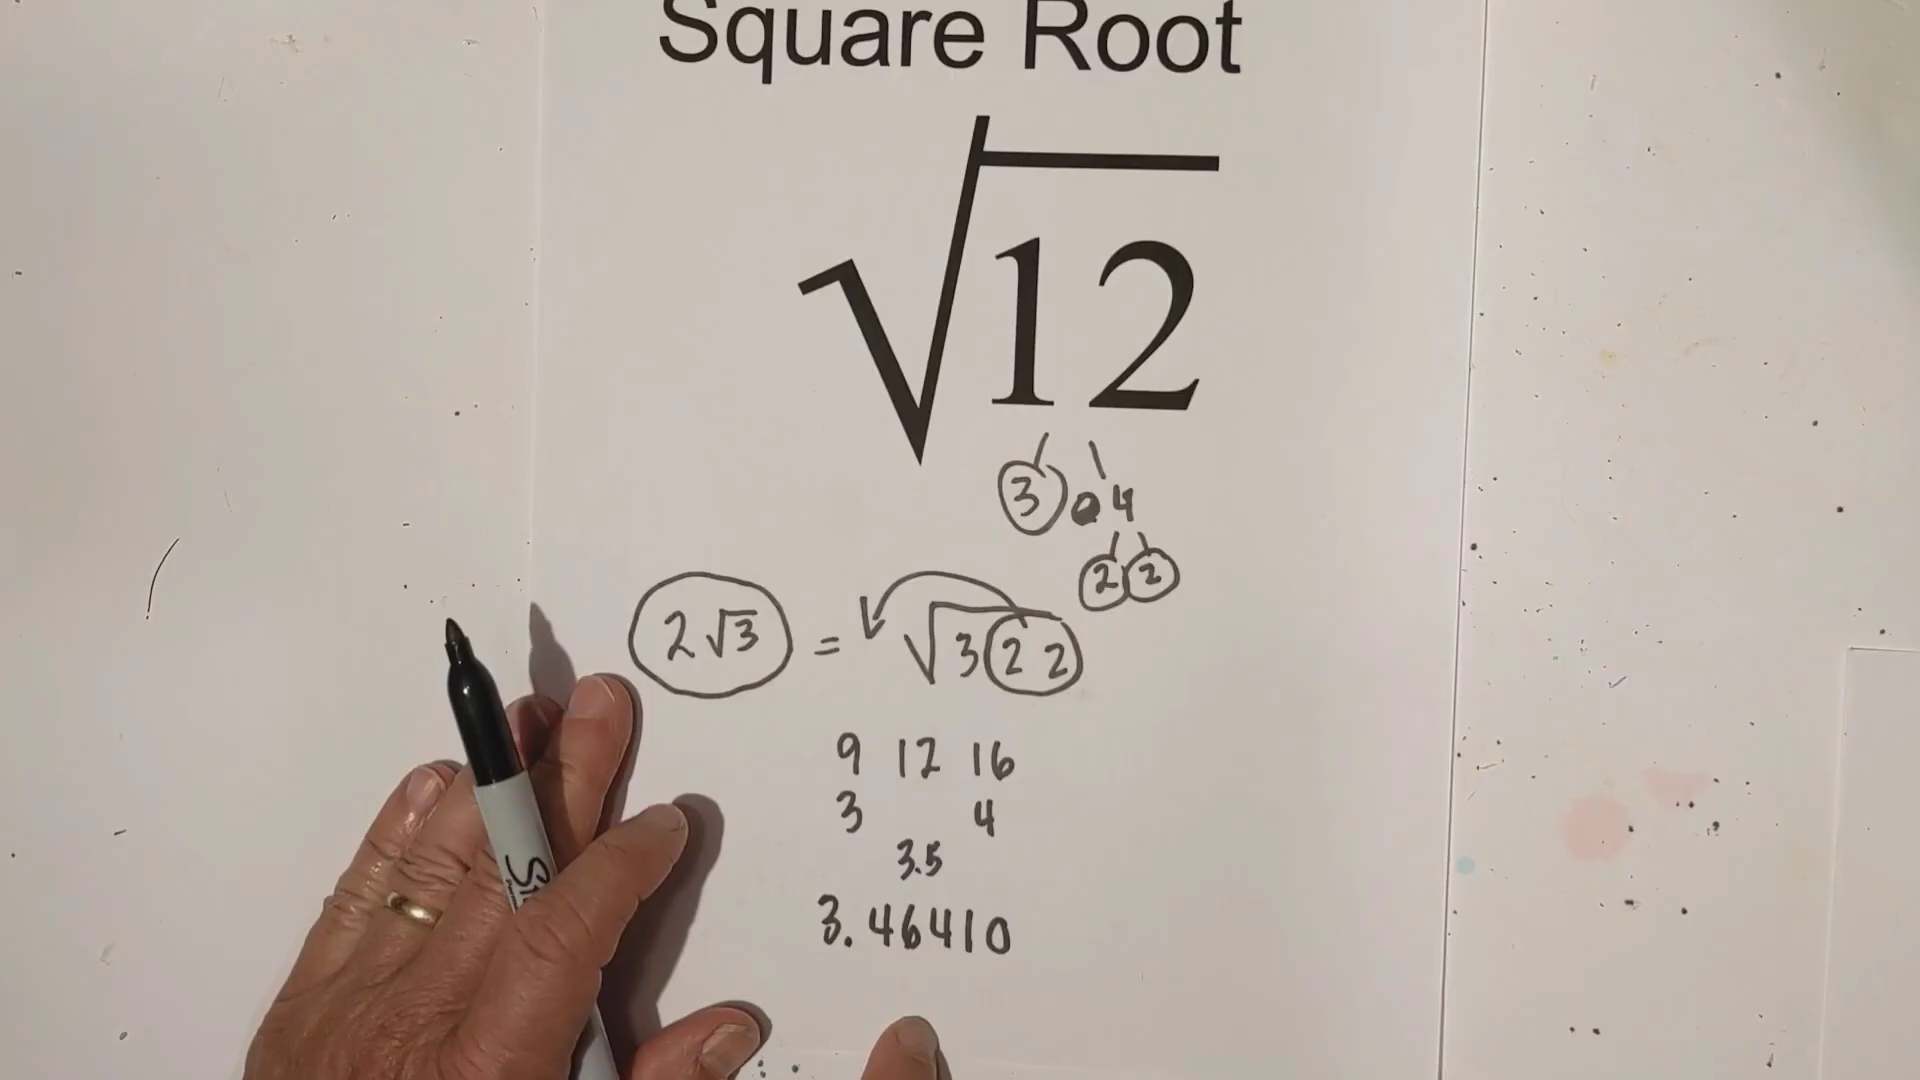 Square Root
√12
3 • 4
2 2
2√3 = √3 2 2
9 12 16
3 4
3.5
3.46410